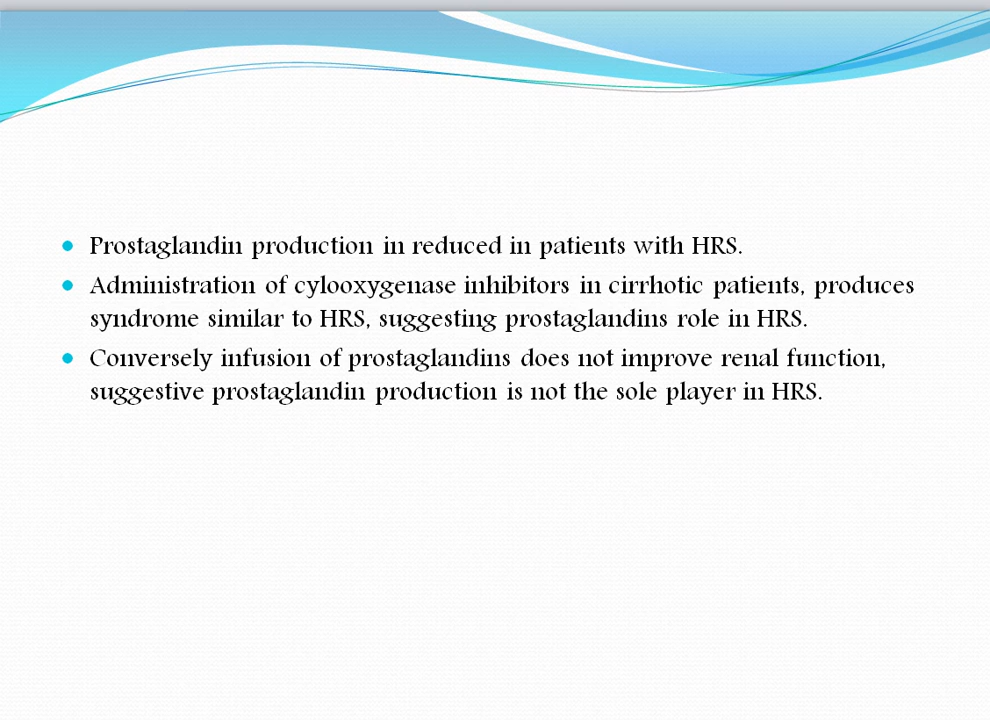 Prostaglandin production in reduced in patients with HRS.
Administration of cylooxygenase inhibitors in cirrhotic patients, produces
syndrome similar to HRS, suggesting prostaglandins role in HRS.
Conversely infusion of prostaglandins does not improve renal function,
suggestive prostaglandin production is not the sole player in HRS.